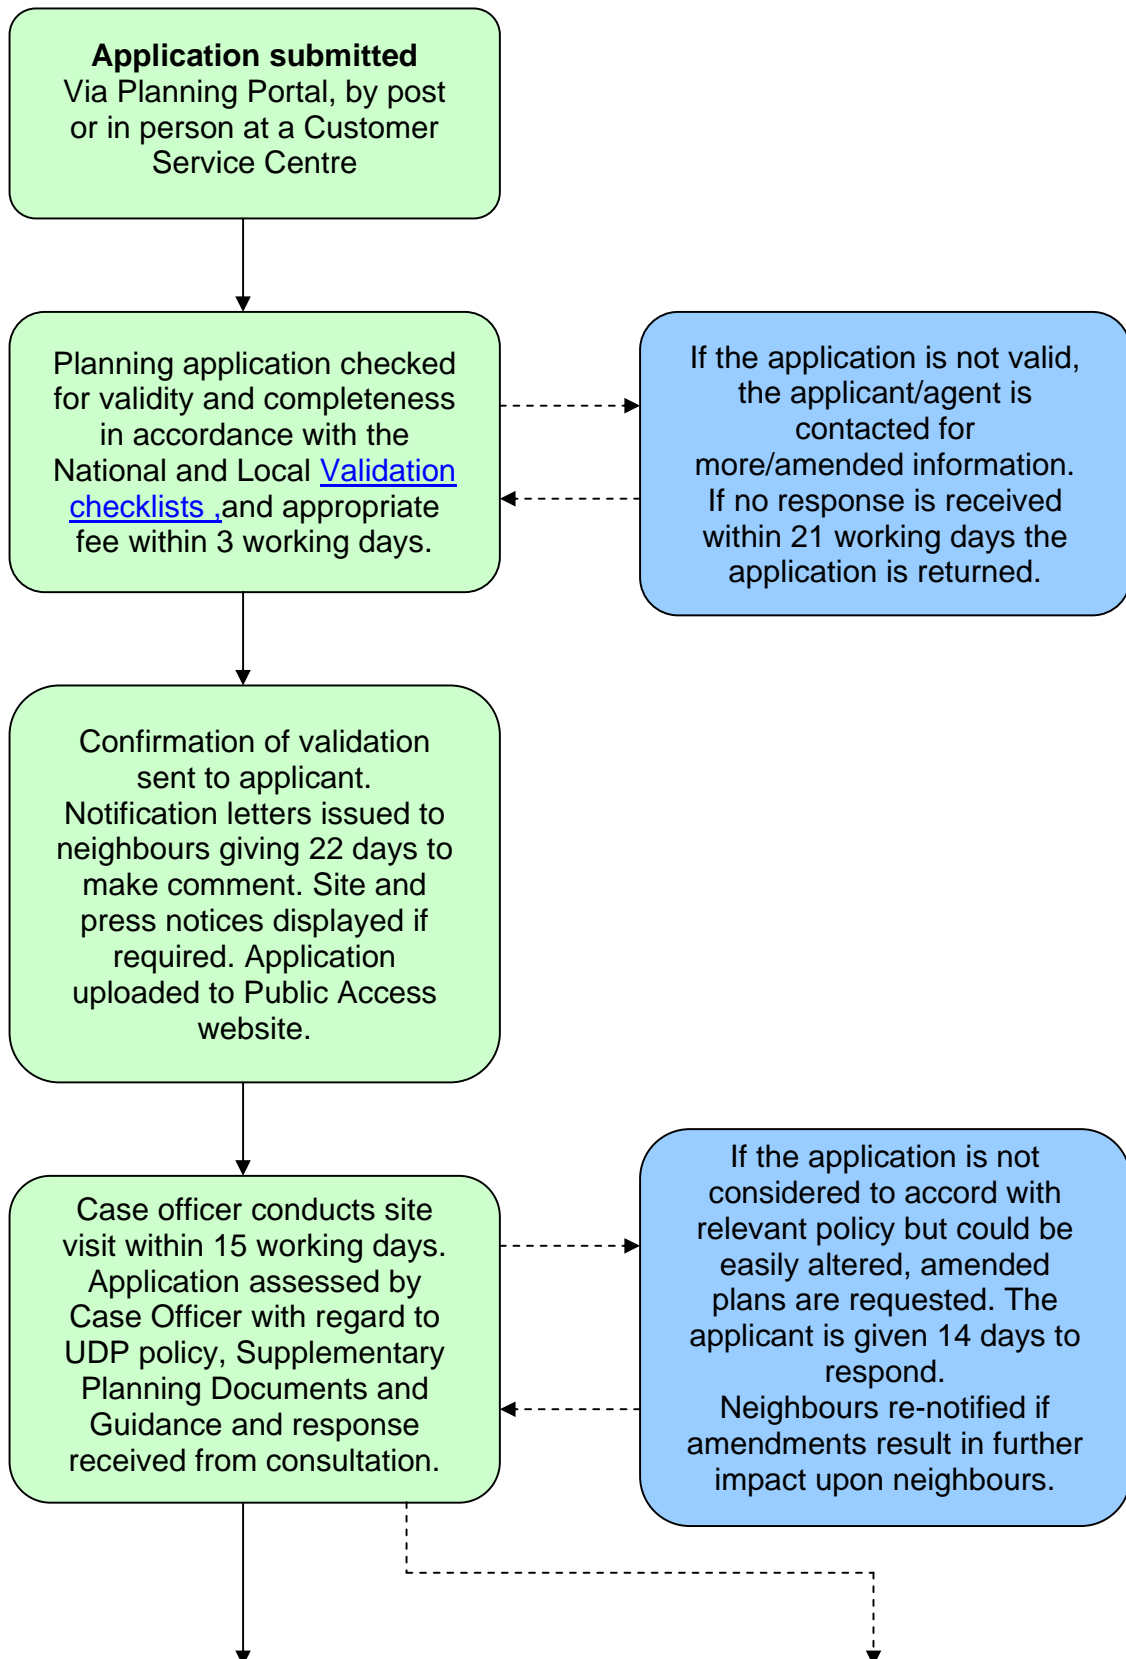 Application submitted
Via Planning Portal, by post
or in person at a Customer
Service Centre
Planning application checked
for validity and completeness
in accordance with the
National and Local Validation
checklists ,and appropriate
fee within 3 working days.
If the application is not valid,
the applicant/agent is
contacted for
more/amended information.
If no response is received
within 21 working days the
application is returned.
Confirmation of validation
sent to applicant.
Notification letters issued to
neighbours giving 22 days to
make comment. Site and
press notices displayed if
required. Application
uploaded to Public Access
website.
Case officer conducts site
visit within 15 working days.
Application assessed by
Case Officer with regard to
UDP policy, Supplementary
Planning Documents and
Guidance and response
received from consultation.
If the application is not
considered to accord with
relevant policy but could be
easily altered, amended
plans are requested. The
applicant is given 14 days to
respond.
Neighbours re-notified if
amendments result in further
impact upon neighbours.